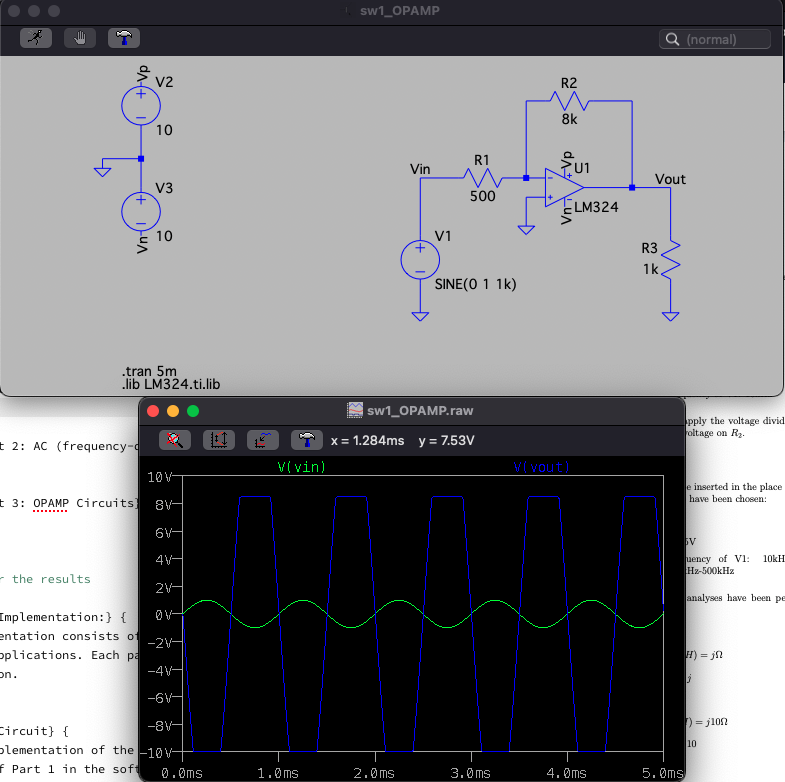 sw1_OPAMP
(normal)
Vp
V2
10
V3
10
Vn
R2
8k
Vp
U1
R1
Vin
500
Vout
LM324
Vn
V1
SINE(0 1 1k)
R3
1k
.tran 5m
.lib LM324.ti.lib
sw1_OPAMP.raw
x = 1.284ms y = 7.53V
V(vin) V(vout)
10V
8V
6V
4V
2V
0V
-2V
-4V
-6V
-8V
-10V
0.0ms 1.0ms 2.0ms 3.0ms 4.0ms 5.0ms
t 2: AC (frequency-d
t 3: OPAMP Circuits}
r the results
Implementation:} {
entation consists of
pplications. Each pa
on.
Circuit} {
plementation of the
f Part 1 in the soft
apply the voltage divid
voltage on R₂.
e inserted in the place
have been chosen:
5V
uency of V1: 10kH
Hz-500kHz
analyses have been pe
H) = jΩ
j
) = j10Ω
10